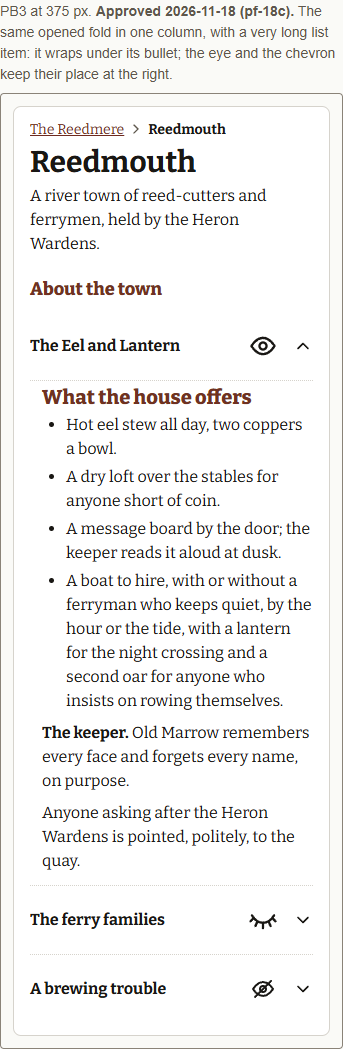 PB3 at 375 px. Approved 2026-11-18 (pf-18c). The
same opened fold in one column, with a very long list
item: it wraps under its bullet; the eye and the chevron
keep their place at the right.
The Reedmere > Reedmouth
Reedmouth
A river town of reed-cutters and
ferrymen, held by the Heron
Wardens.
About the town
The Eel and Lantern
What the house offers
• Hot eel stew all day, two coppers
a bowl.
• A dry loft over the stables for
anyone short of coin.
• A message board by the door; the
keeper reads it aloud at dusk.
• A boat to hire, with or without a
ferryman who keeps quiet, by the
hour or the tide, with a lantern
for the night crossing and a
second oar for anyone who
insists on rowing themselves.
The keeper. Old Marrow remembers
every face and forgets every name,
on purpose.
Anyone asking after the Heron
Wardens is pointed, politely, to the
quay.
The ferry families
A brewing trouble